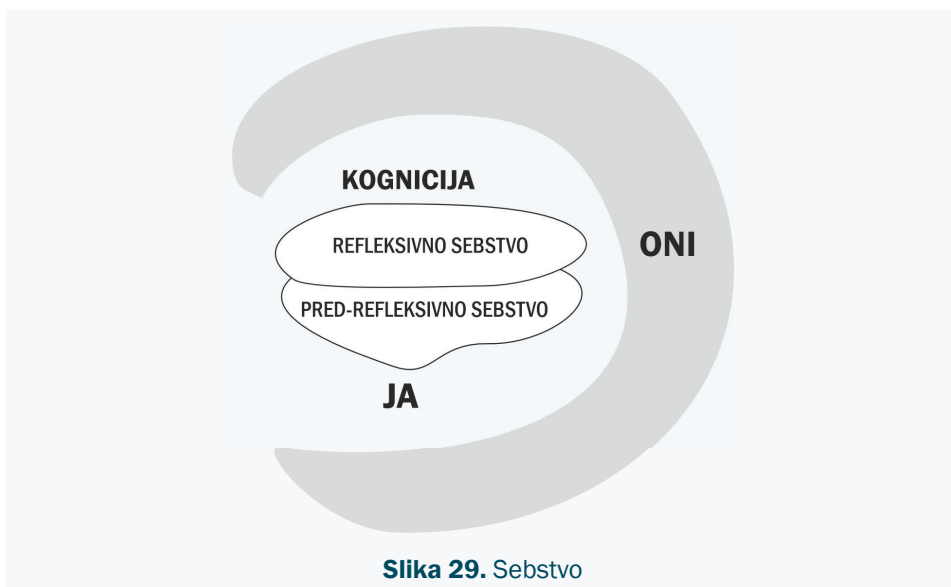 KOGNICIJA
REFLEKSIVNO SEBSTVO
ONI
PRED-REFLEKSIVNO SEBSTVO
JA
Slika 29. Sebstvo